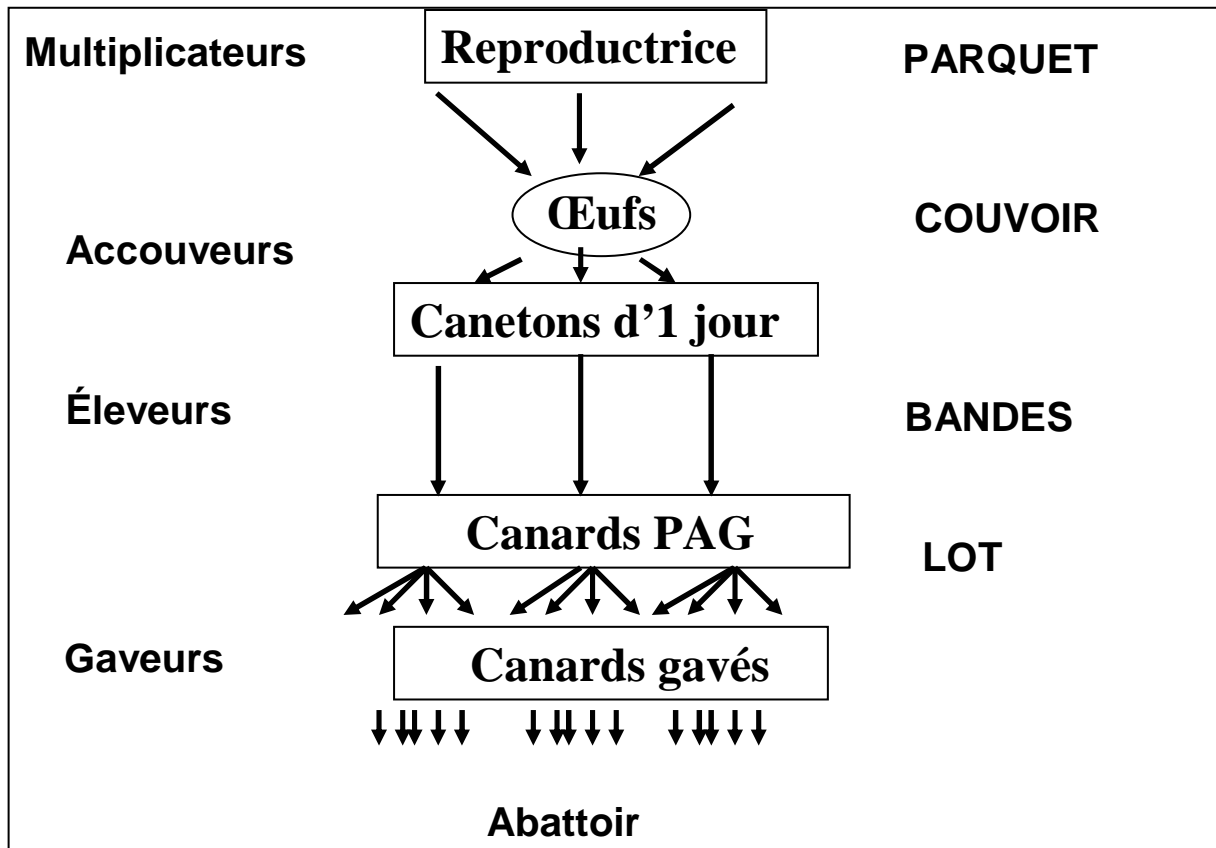 Multiplicateurs
Reproductrice
PARQUET
Œufs
COUVOIR
Accouveurs
Canetons d’1 jour
Éleveurs
BANDES
Canards PAG
LOT
Gaveurs
Canards gavés
Abattoir